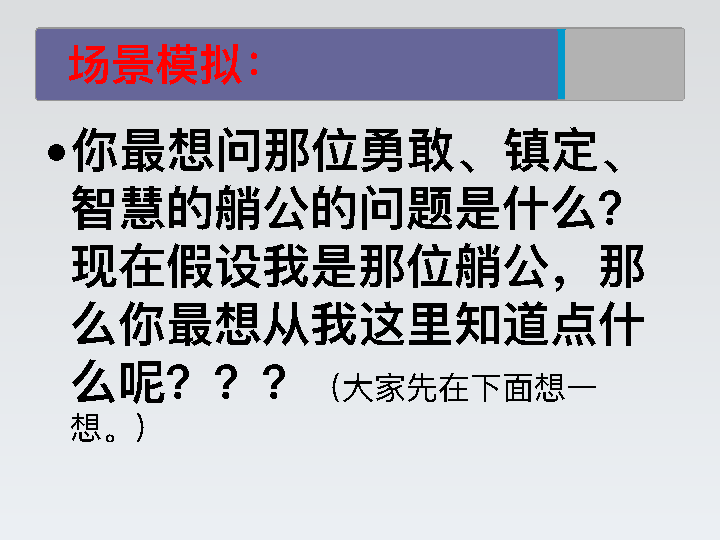 场景模拟：
•你最想问那位勇敢、镇定、
智慧的艄公的问题是什么？
现在假设我是那位艄公，那
么你最想从我这里知道点什
么呢？？？（大家先在下面想一
想。）